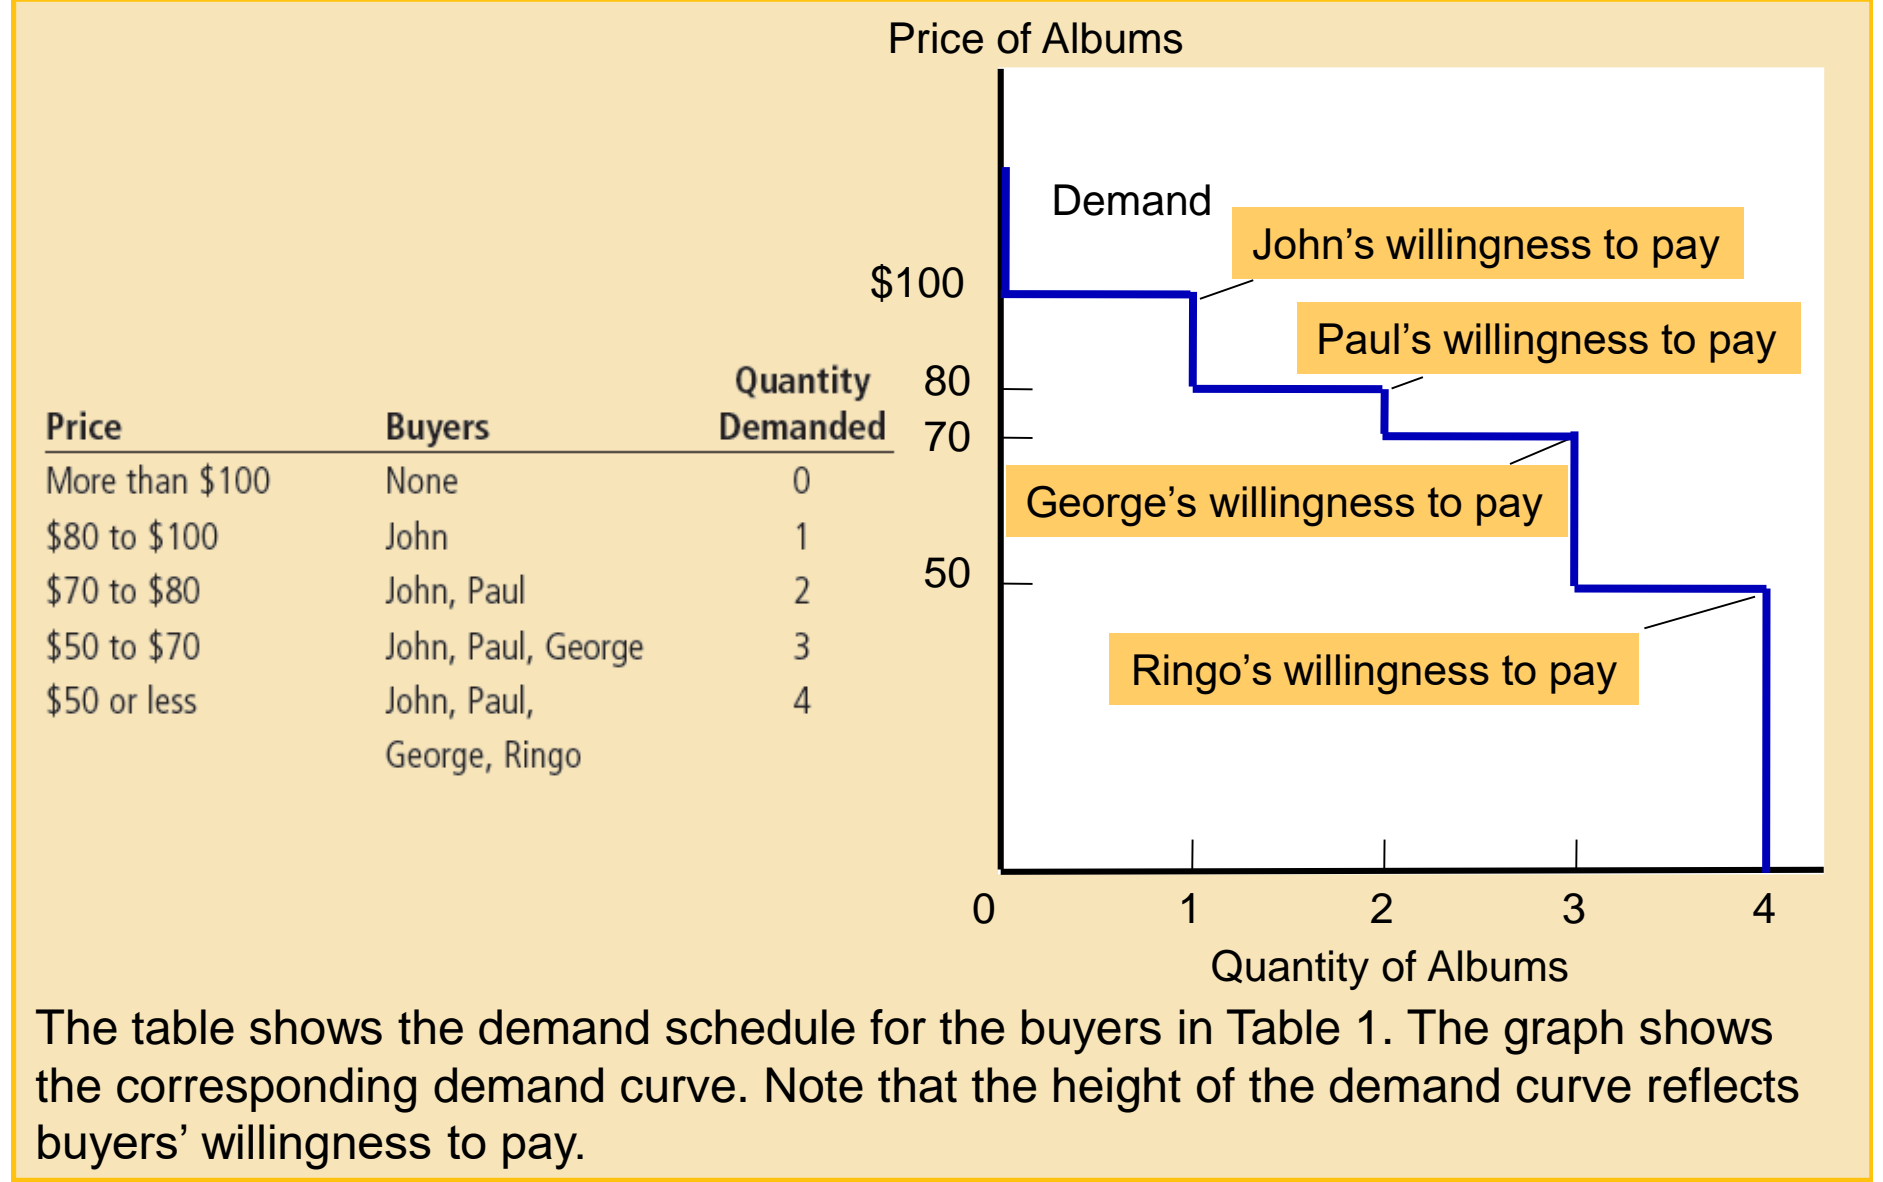 Price of Albums
Demand
John’s willingness to pay
$100
Paul’s willingness to pay
80
70
George’s willingness to pay
50
Ringo’s willingness to pay
0 1 2 3 4
Quantity of Albums
Quantity
Price Buyers Demanded
More than $100 None 0
$80 to $100 John 1
$70 to $80 John, Paul 2
$50 to $70 John, Paul, George 3
$50 or less John, Paul, 4
George, Ringo
The table shows the demand schedule for the buyers in Table 1. The graph shows
the corresponding demand curve. Note that the height of the demand curve reflects
buyers’ willingness to pay.